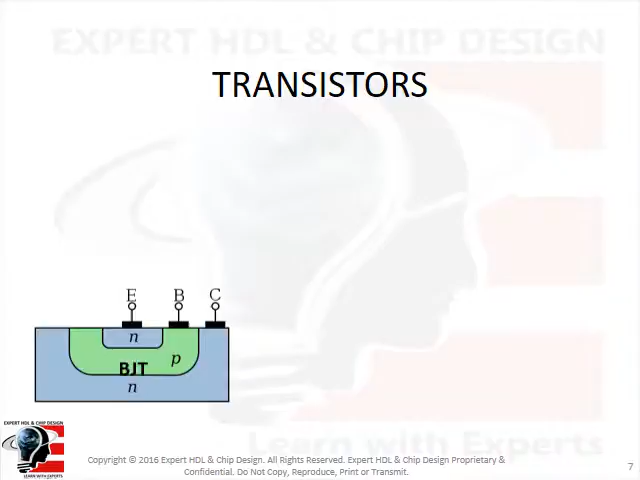 EXPERT HDL & CHIP DESIGN
TRANSISTORS
E B C
n
p
BJT
n
Learn with Experts
EXPERT HDL & CHIP DESIGN
LEARN WITH EXPERTS
Copyright © 2016 Expert HDL & Chip Design. All Rights Reserved. Expert HDL & Chip Design Proprietary &
Confidential. Do Not Copy, Reproduce, Print or Transmit.
7